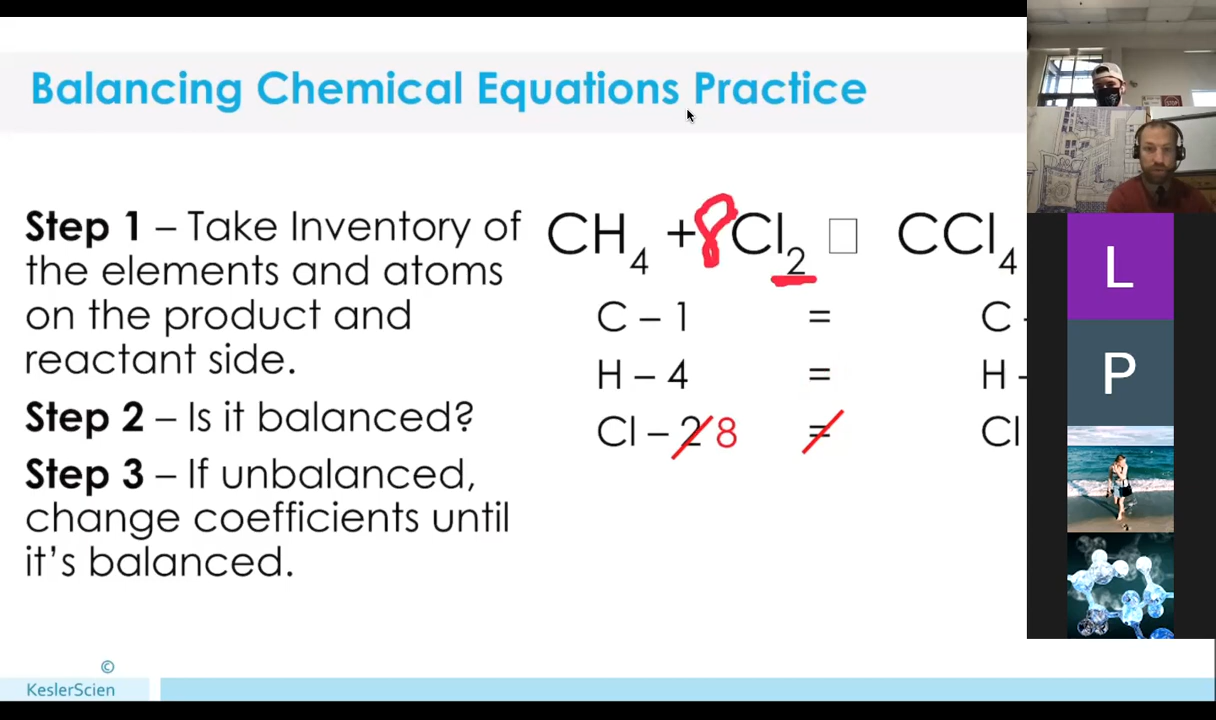 Balancing Chemical Equations Practice
Step 1 – Take Inventory of
the elements and atoms
on the product and
reactant side.
Step 2 – Is it balanced?
Step 3 – If unbalanced,
change coefficients until
it's balanced.
CH4 + 8Cl2 □ CCl4
C – 1 = C -
H – 4 = H -
Cl – 2 8 = Cl
©
KeslerScien
L
P